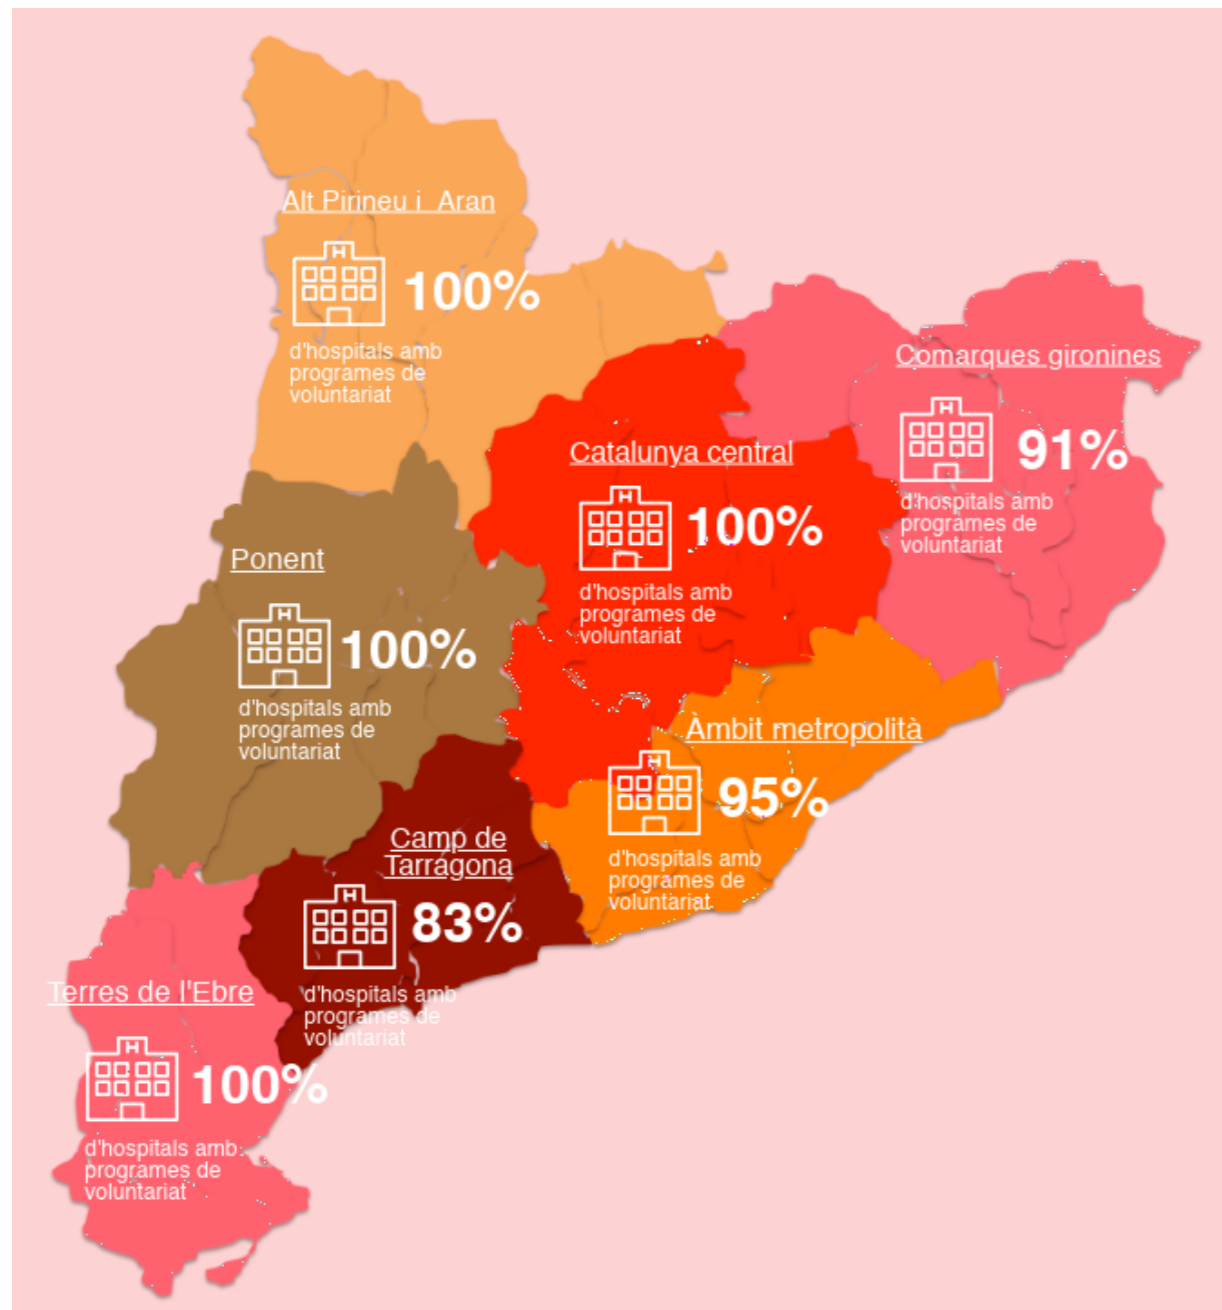 Alt Pirineu i Aran
H
100%
d'hospitals amb
programes de
voluntariat
Comarques gironines
H
91%
d'hospitals amb
programes de
voluntariat
Catalunya central
H
100%
d'hospitals amb
programes de
voluntariat
Ponent
H
100%
d'hospitals amb
programes de
voluntariat
Àmbit metropolità
H
95%
d'hospitals amb
programes de
voluntariat
Camp de
Tarragona
H
83%
d'hospitals amb
programes de
voluntariat
Terres de l'Ebre
H
100%
d'hospitals amb
programes de
voluntariat